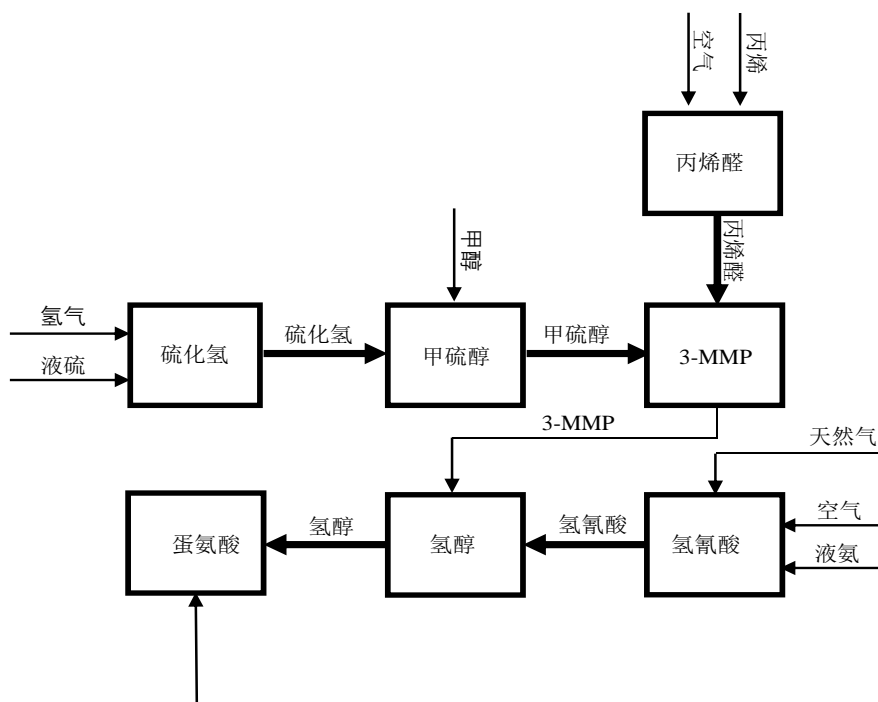 空气
丙烯
丙烯醛
丙烯醛
甲醇
氢气
液硫
硫化氢
硫化氢
甲硫醇
甲硫醇
3-MMP
3-MMP
天然气
空气
液氨
氢氰酸
氢氰酸
氢醇
氢醇
蛋氨酸